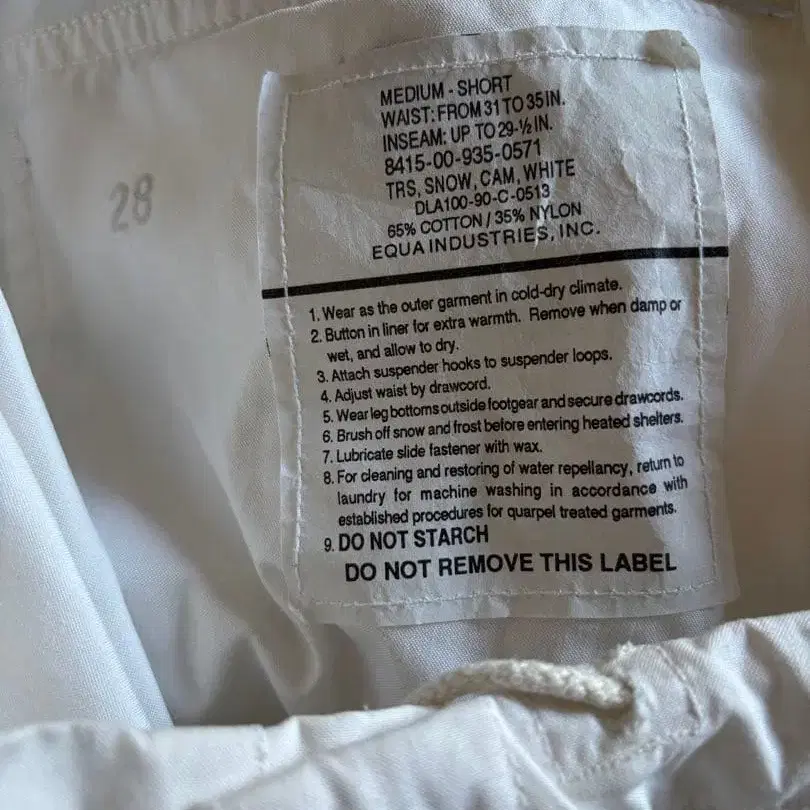 28
MEDIUM - SHORT
WAIST: FROM 31 TO 35 IN.
INSEAM: UP TO 29-½ IN.
8415-00-935-0571
TRS, SNOW, CAM, WHITE
DLA100-90-C-0513
65% COTTON / 35% NYLON
EQUA INDUSTRIES, INC.
1. Wear as the outer garment in cold-dry climate.
2. Button in liner for extra warmth. Remove when damp or
wet, and allow to dry.
3. Attach suspender hooks to suspender loops.
4. Adjust waist by drawcord.
5. Wear leg bottoms outside footgear and secure drawcords.
6. Brush off snow and frost before entering heated shelters.
7. Lubricate slide fastener with wax.
8. For cleaning and restoring of water repellancy, return to
laundry for machine washing in accordance with
established procedures for quarpel treated garments.
9. DO NOT STARCH
DO NOT REMOVE THIS LABEL